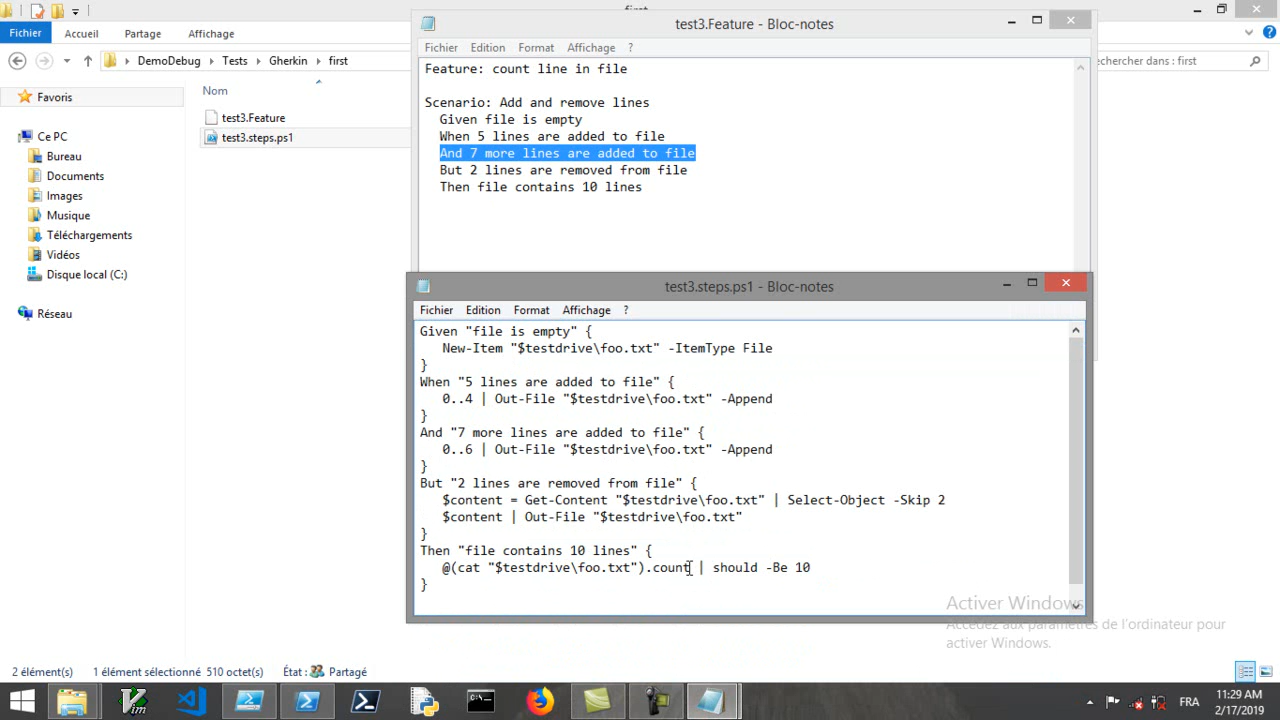 first
Fichier Accueil Partage Affichage
DemoDebug Tests Gherkin first
echercher dans : first
Favoris
Ce PC
Bureau
Documents
Images
Musique
Téléchargements
Vidéos
Disque local (C:)
Réseau
Nom
test3.Feature
test3.steps.ps1
test3.Feature - Bloc-notes
Fichier Edition Format Affichage ?
Feature: count line in file
Scenario: Add and remove lines
Given file is empty
When 5 lines are added to file
And 7 more lines are added to file
But 2 lines are removed from file
Then file contains 10 lines
test3.steps.ps1 - Bloc-notes
Fichier Edition Format Affichage ?
Given "file is empty" {
New-Item "$testdrive\foo.txt" -ItemType File
}
When "5 lines are added to file" {
0..4 | Out-File "$testdrive\foo.txt" -Append
}
And "7 more lines are added to file" {
0..6 | Out-File "$testdrive\foo.txt" -Append
}
But "2 lines are removed from file" {
$content = Get-Content "$testdrive\foo.txt" | Select-Object -Skip 2
$content | Out-File "$testdrive\foo.txt"
}
Then "file contains 10 lines" {
@(cat "$testdrive\foo.txt").count | should -Be 10
}
Activer Windows
Accédez aux paramètres de l'ordinateur pour
activer Windows.
2 élément(s) 1 élément sélectionné 510 octet(s) État : Partagé
FRA
11:29 AM
2/17/2019